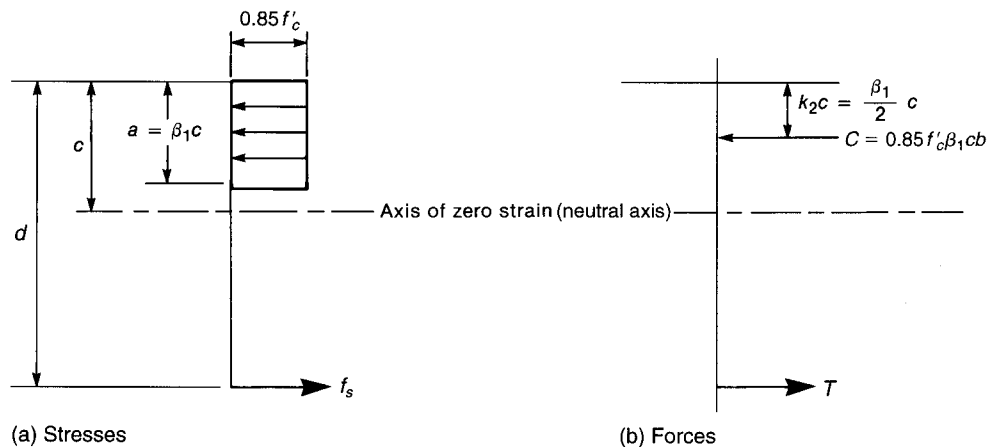 0.85f′c
a = β₁c
c
d
fₛ
(a) Stresses
Axis of zero strain (neutral axis)
k₂c = β₁/2 c
C = 0.85f′cβ₁cb
T
(b) Forces